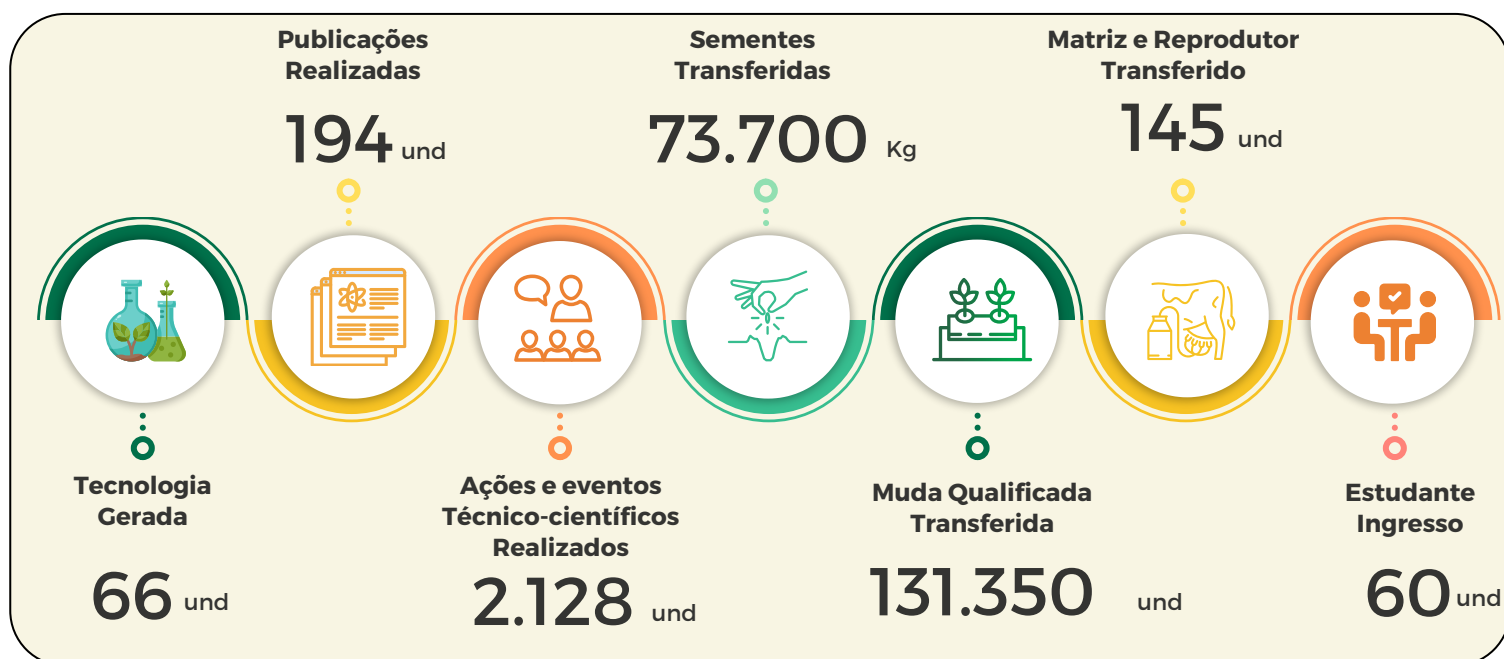 Publicações
Realizadas
194 und
Sementes
Transferidas
73.700 Kg
Matriz e Reprodutor
Transferido
145 und
Tecnologia
Gerada
66 und
Ações e eventos
Técnico-científicos
Realizados
2.128 und
Muda Qualificada
Transferida
131.350 und
Estudante
Ingresso
60 und